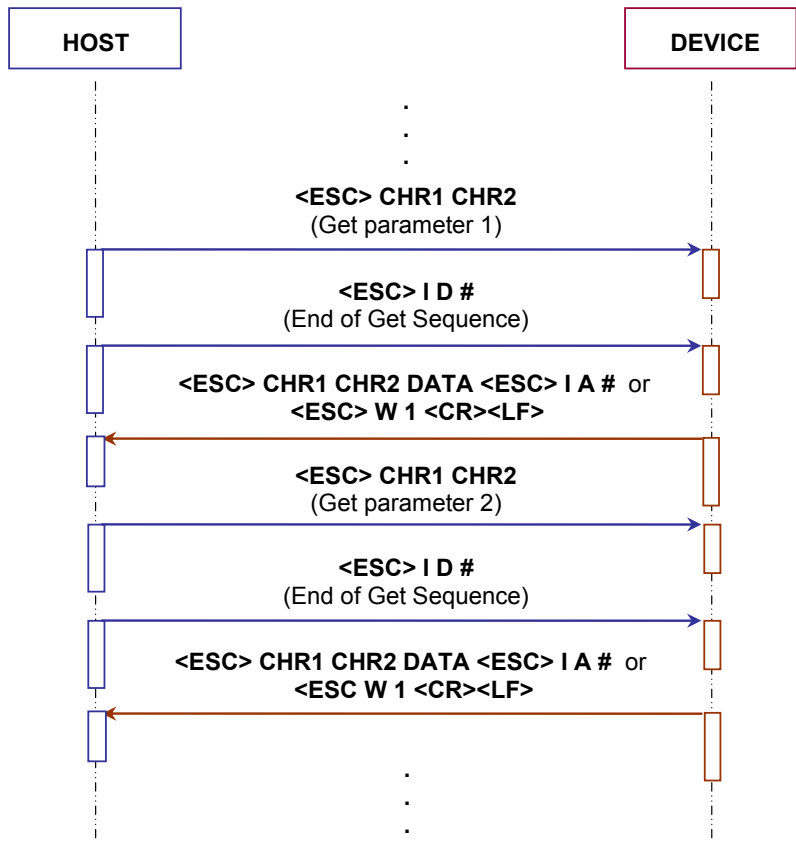 HOST
DEVICE
.
.
.
<ESC> CHR1 CHR2
(Get parameter 1)
<ESC> I D #
(End of Get Sequence)
<ESC> CHR1 CHR2 DATA <ESC> I A # or
<ESC> W 1 <CR><LF>
<ESC> CHR1 CHR2
(Get parameter 2)
<ESC> I D #
(End of Get Sequence)
<ESC> CHR1 CHR2 DATA <ESC> I A # or
<ESC W 1 <CR><LF>
.
.
.